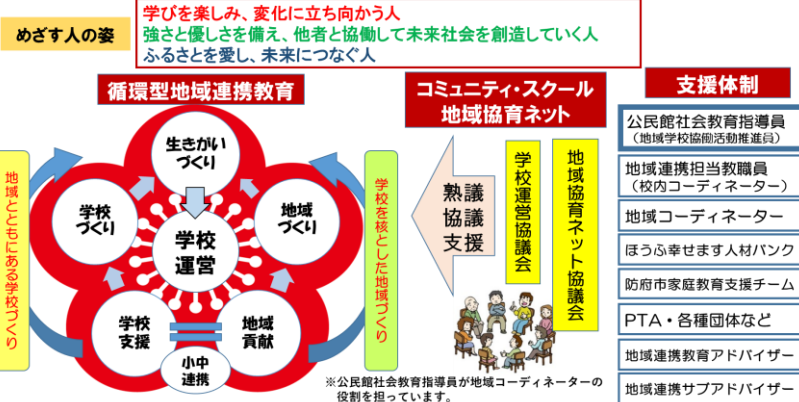 めざす人の姿
学びを楽しみ、変化に立ち向かう人
強さと優しさを備え、他者と協働して未来社会を創造していく人
ふるさとを愛し、未来につなぐ人
循環型地域連携教育
地域とともにある学校づくり
生きがい
づくり
学校
づくり
地域
づくり
学校
運営
学校
支援
地域
貢献
小中
連携
学校を核とした地域づくり
コミュニティ・スクール
地域協育ネット
熟議
協議
支援
学校運営協議会
地域協育ネット協議会
※公民館社会教育指導員が地域コーディネーターの
役割を担っています。
支援体制
公民館社会教育指導員
（地域学校協働活動推進員）
地域連携担当教職員
（校内コーディネーター）
地域コーディネーター
ほうふ幸せます人材バンク
防府市家庭教育支援チーム
PTA・各種団体など
地域連携教育アドバイザー
地域連携サブアドバイザー